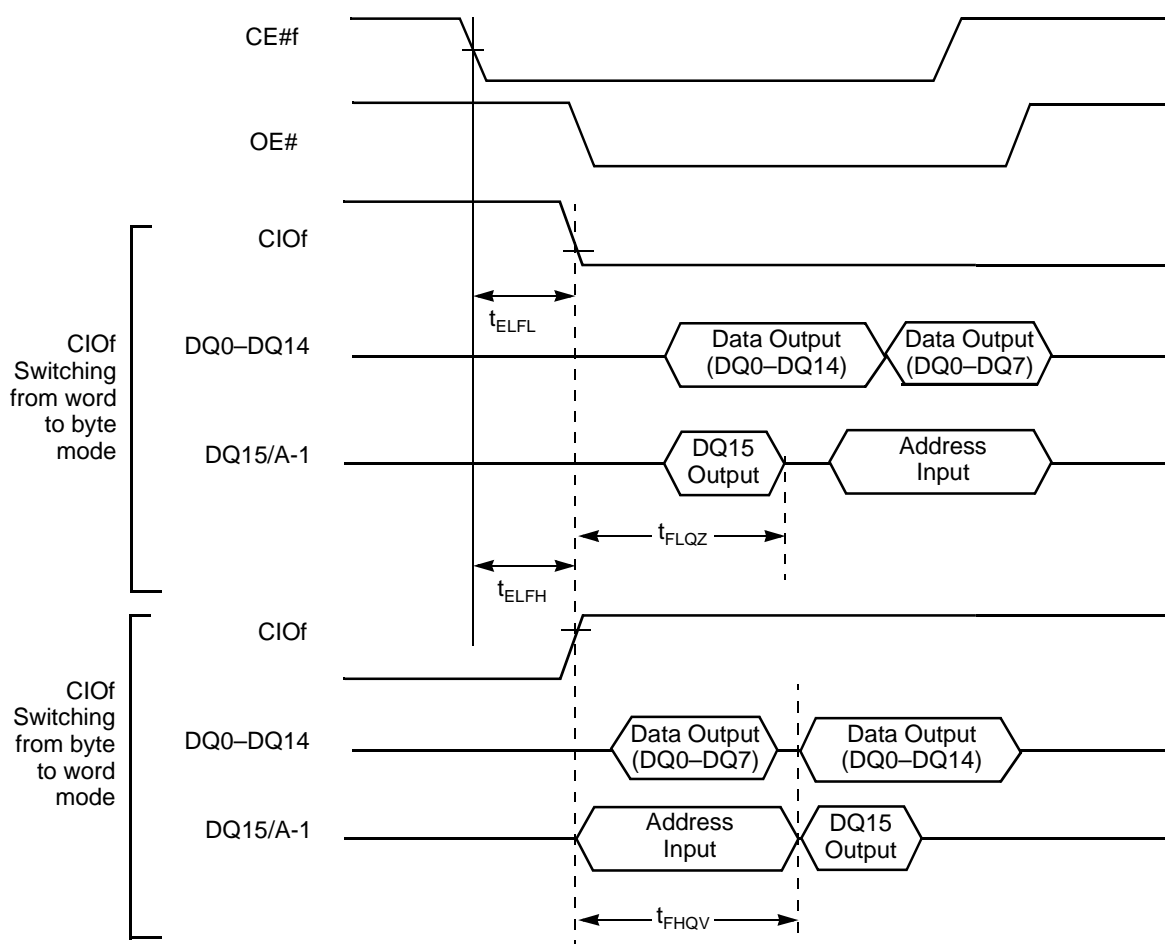 CE#f
OE#
CIOf
tELFL
CIOf
Switching
from word
to byte
mode
DQ0–DQ14
Data Output
(DQ0–DQ14)
Data Output
(DQ0–DQ7)
DQ15/A-1
DQ15
Output
Address
Input
tFLQZ
tELFH
CIOf
CIOf
Switching
from byte
to word
mode
DQ0–DQ14
Data Output
(DQ0–DQ7)
Data Output
(DQ0–DQ14)
DQ15/A-1
Address
Input
DQ15
Output
tFHQV